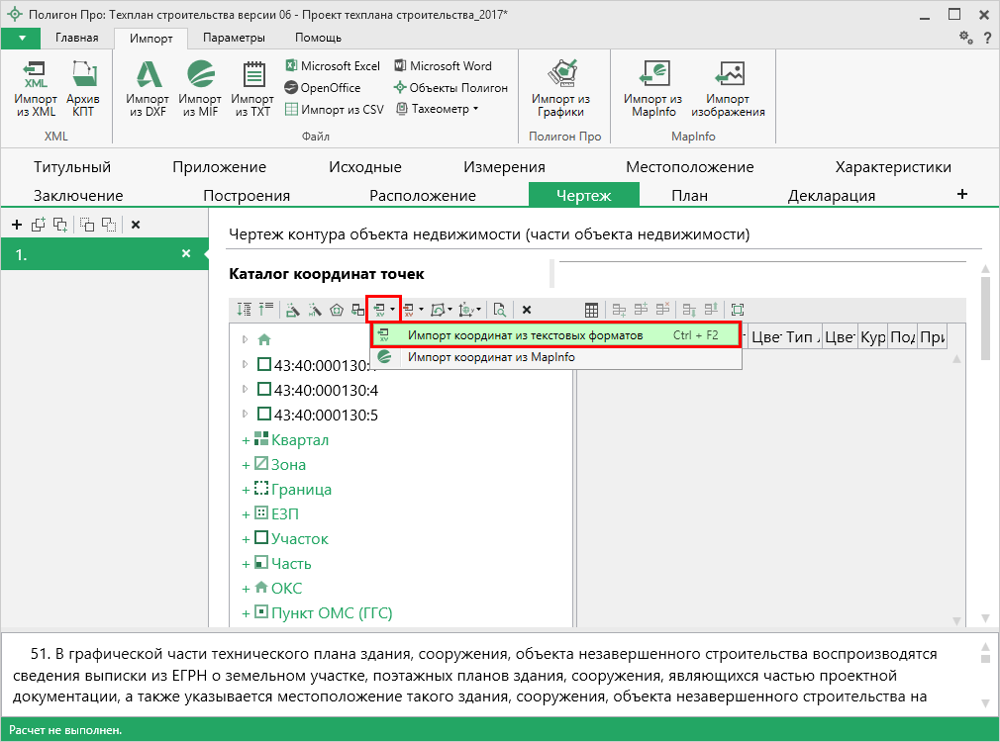 Полигон Про: Техплан строительства версии 06 - Проект техплана строительства_2017*
Главная Импорт Параметры Помощь
?
XML
Импорт из XML
Архив КПТ
XML
Импорт из DXF
Импорт из MIF
Импорт из TXT
Microsoft Excel
Microsoft Word
OpenOffice
Объекты Полигон
Импорт из CSV
Тахеометр
Файл
Импорт из Графики
Полигон Про
Импорт из MapInfo
Импорт изображения
MapInfo
Титульный Приложение Исходные Измерения Местоположение Характеристики
Заключение Построения Расположение Чертеж План Декларация +
1.
Чертеж контура объекта недвижимости (части объекта недвижимости)
Каталог координат точек
Импорт координат из текстовых форматов Ctrl + F2
Импорт координат из MapInfo
Цве Тип Цве Кур Под При
43:40:000130:
43:40:000130:4
43:40:000130:5
+ Квартал
+ Зона
+ Граница
+ ЕЗП
+ Участок
+ Часть
+ ОКС
+ Пункт ОМС (ГГС)
51. В графической части технического плана здания, сооружения, объекта незавершенного строительства воспроизводятся
сведения выписки из ЕГРН о земельном участке, поэтажных планов здания, сооружения, являющихся частью проектной
документации, а также указывается местоположение такого здания, сооружения, объекта незавершенного строительства на
Расчет не выполнен.